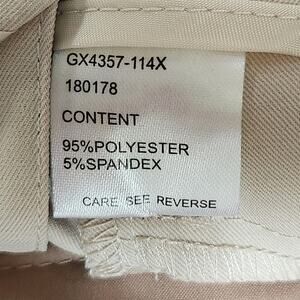 GX4357-114X
180178
CONTENT
95%POLYESTER
5%SPANDEX
CARE SEE REVERSE